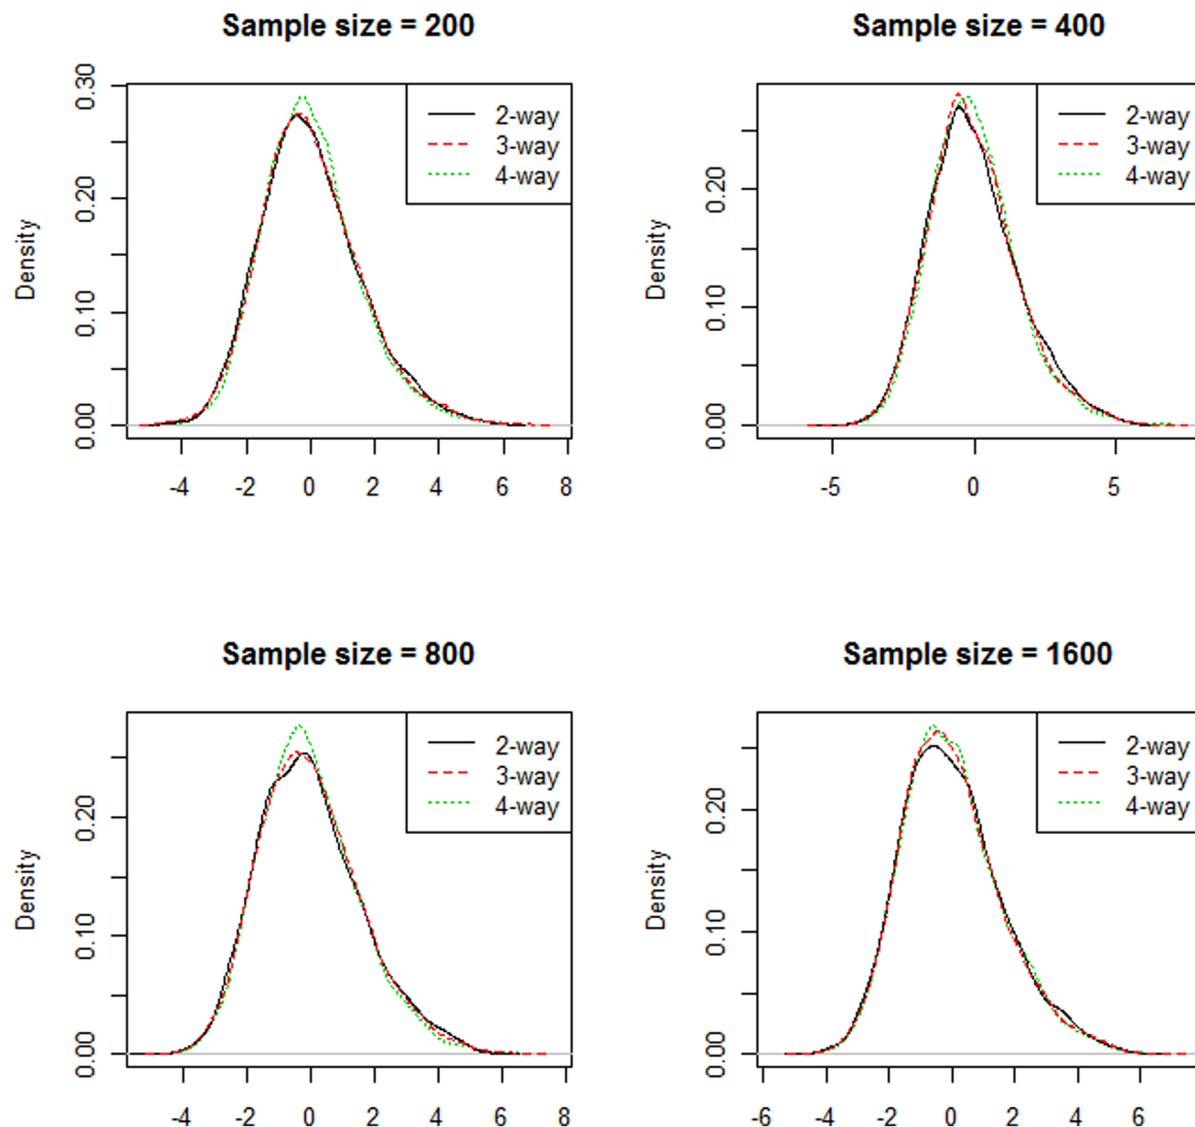 Sample size = 200
Density
0.00
0.10
0.20
0.30
-4
-2
0
2
4
6
8
2-way
3-way
4-way
Sample size = 400
Density
0.00
0.10
0.20
-5
0
5
2-way
3-way
4-way
Sample size = 800
Density
0.00
0.10
0.20
-4
-2
0
2
4
6
8
2-way
3-way
4-way
Sample size = 1600
Density
0.00
0.10
0.20
-6
-4
-2
0
2
4
6
2-way
3-way
4-way